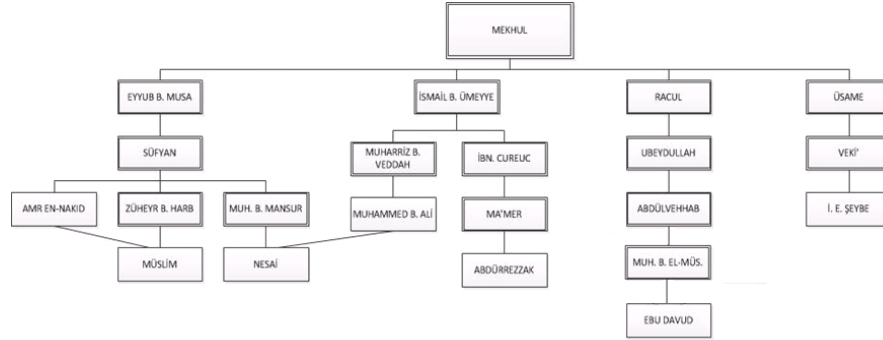 MEKHUL
EYYUB B. MUSA
İSMAİL B. ÜMEYYE
RACUL
ÜSAME
SÜFYAN
MUHARRİZ B.
VEDDAH
İBN. CUREUC
UBEYDULLAH
VEKİ'
AMR EN-NAKID
ZÜHEYR B. HARB
MUH. B. MANSUR
MUHAMMED B. ALİ
MA'MER
ABDÜLVEHHAB
İ. E. ŞEYBE
MÜSLİM
NESAİ
ABDÜRREZZAK
MUH. B. EL-MÜS.
EBU DAVUD